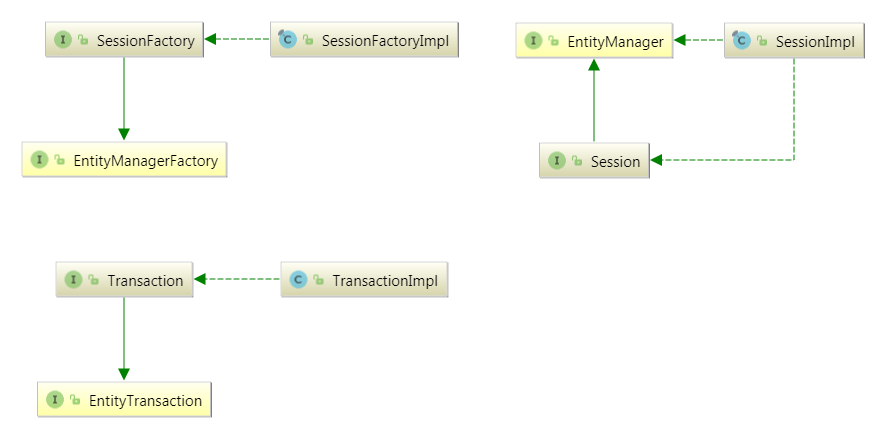 I SessionFactory
C SessionFactoryImpl
I EntityManagerFactory
I EntityManager
C SessionImpl
I Session
I Transaction
C TransactionImpl
I EntityTransaction